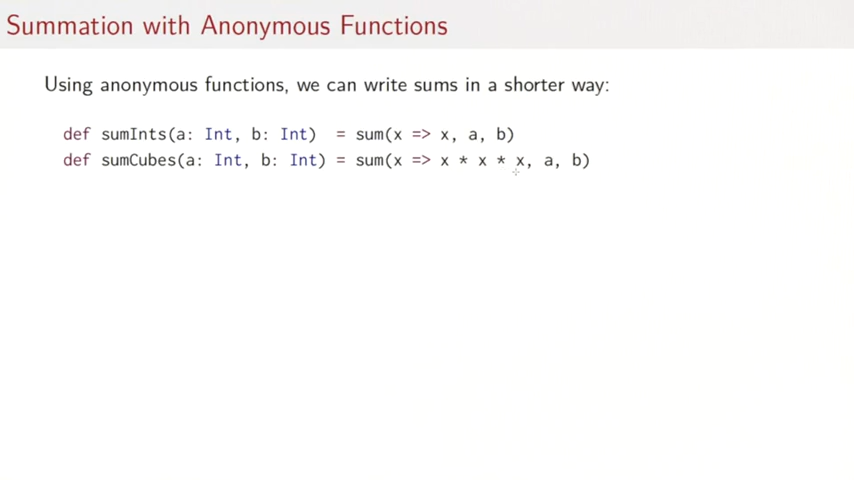 Summation with Anonymous Functions
Using anonymous functions, we can write sums in a shorter way:
def sumInts(a: Int, b: Int)  = sum(x => x, a, b)
def sumCubes(a: Int, b: Int) = sum(x => x * x * x, a, b)